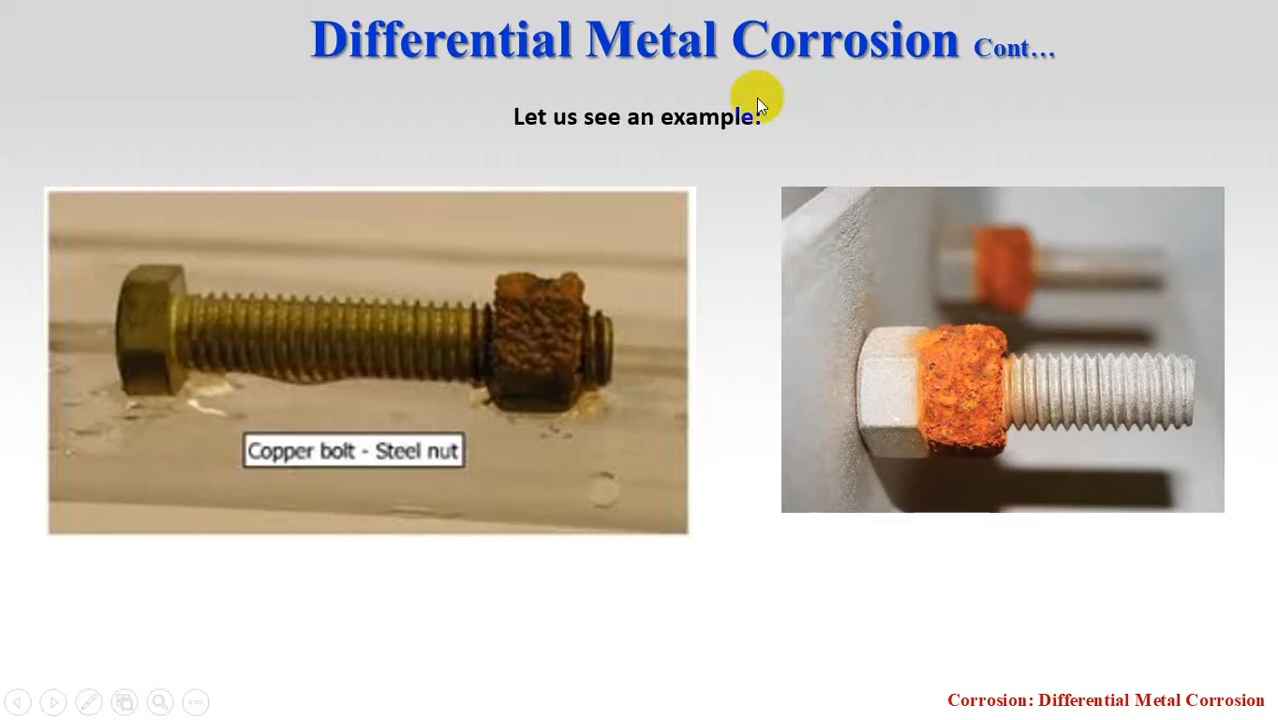 Differential Metal Corrosion Cont…
Let us see an example:
Copper bolt - Steel nut
Corrosion: Differential Metal Corrosion